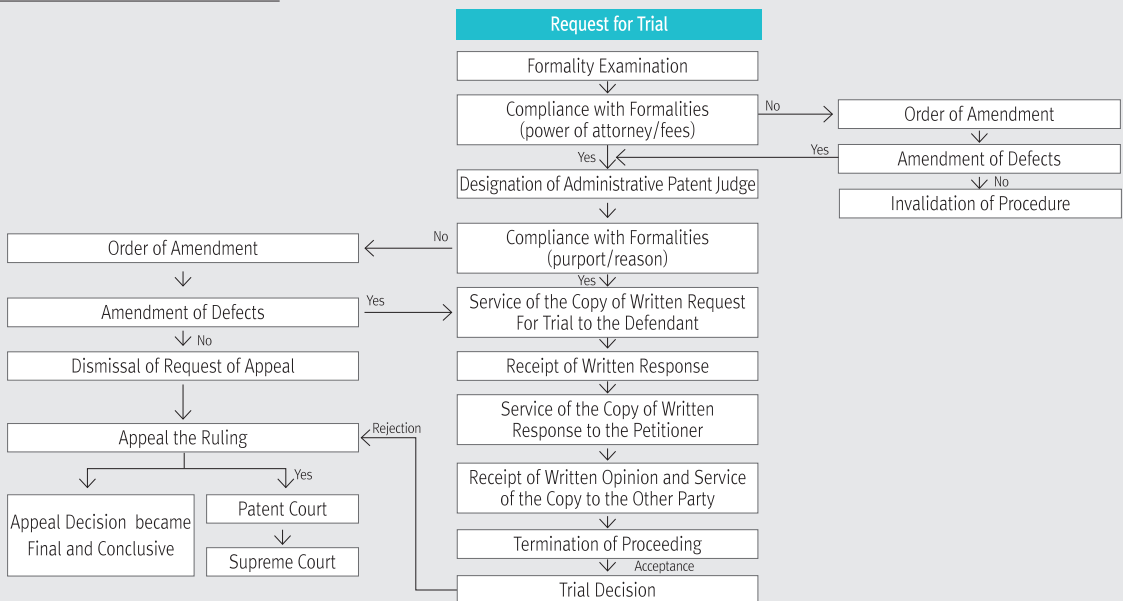 Request for Trial
Formality Examination
Compliance with Formalities
(power of attorney/fees)
No
Order of Amendment
Yes
Yes
Amendment of Defects
No
Designation of Administrative Patent Judge
Invalidation of Procedure
Compliance with Formalities
(purport/reason)
No
Order of Amendment
Yes
Service of the Copy of Written Request
For Trial to the Defendant
Amendment of Defects
Yes
No
Dismissal of Request of Appeal
Receipt of Written Response
Service of the Copy of Written
Response to the Petitioner
Appeal the Ruling
Rejection
Yes
Receipt of Written Opinion and Service
of the Copy to the Other Party
Appeal Decision became
Final and Conclusive
Patent Court
Supreme Court
Termination of Proceeding
Acceptance
Trial Decision